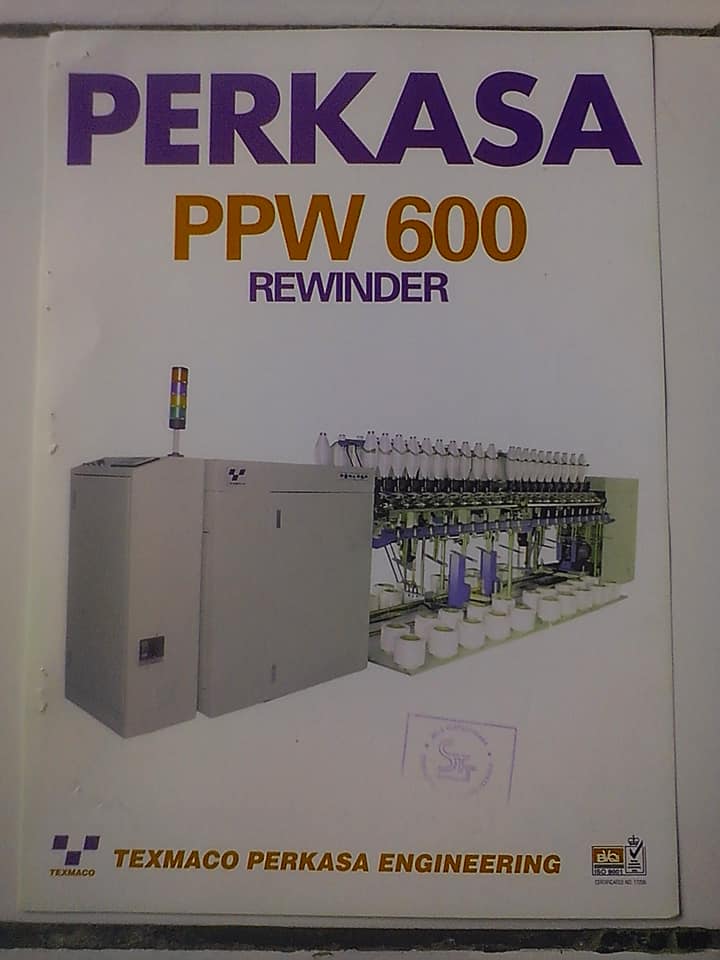 PERKASA
PPW 600
REWINDER
TEXMACO
TEXMACO PERKASA ENGINEERING
ISO 9001